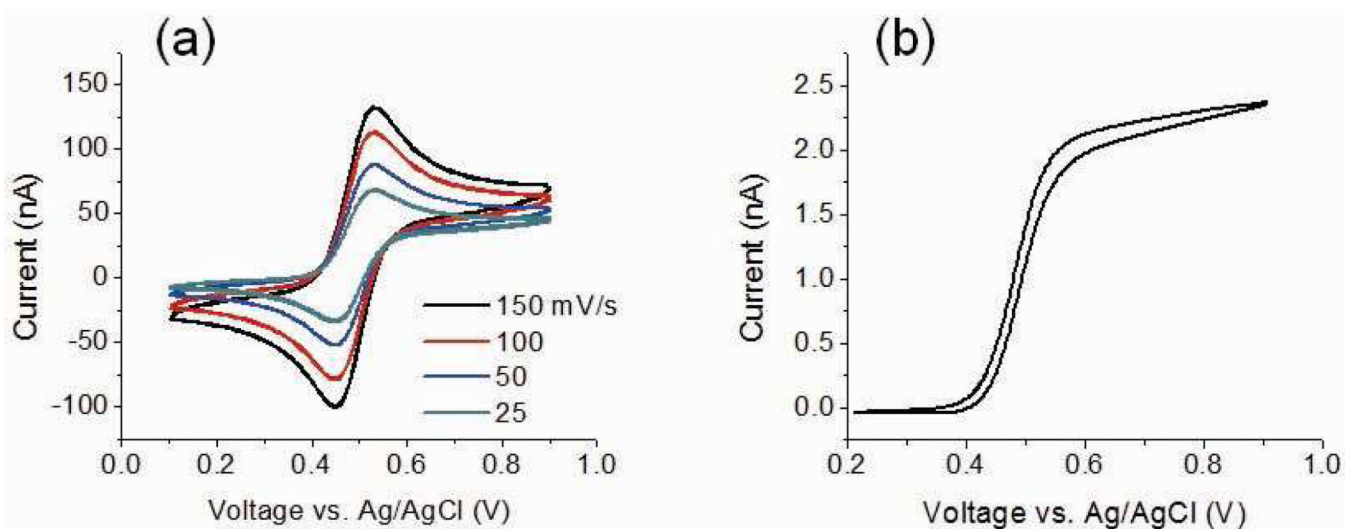 (a)
Current (nA)
150
100
50
0
-50
-100
150 mV/s
100
50
25
0.0 0.2 0.4 0.6 0.8 1.0
Voltage vs. Ag/AgCl (V)
(b)
Current (nA)
2.5
2.0
1.5
1.0
0.5
0.0
0.2 0.4 0.6 0.8 1.0
Voltage vs. Ag/AgCl (V)